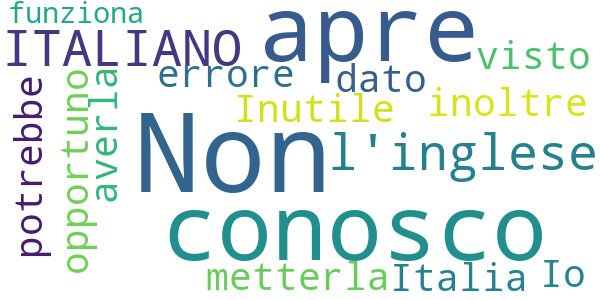 funziona
ITALIANO
apre
visto
errore
dato
Inutile
inoltre
potrebbe
opportuno
averla
Non
l'inglese
conosco
metterla
Italia
Io